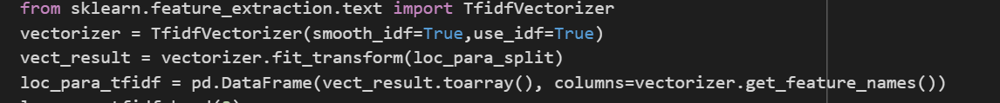 from sklearn.feature_extraction.text import TfidfVectorizer
vectorizer = TfidfVectorizer(smooth_idf=True,use_idf=True)
vect_result = vectorizer.fit_transform(loc_para_split)
loc_para_tfidf = pd.DataFrame(vect_result.toarray(), columns=vectorizer.get_feature_names())